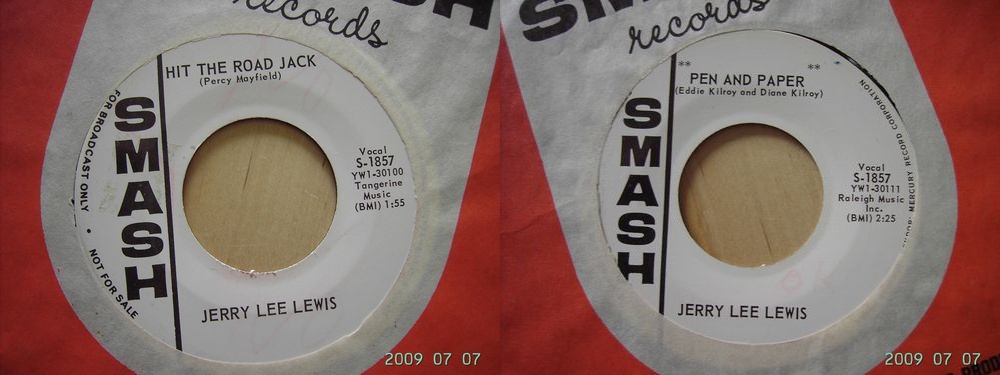 records
HIT THE ROAD JACK
(Percy Mayfield)
SMASH
FOR BROADCAST ONLY • NOT FOR SALE
Vocal
S-1857
YW1-30100
Tangerine
Music
(BMI) 1:55
JERRY LEE LEWIS
2009 07 07
records
** **
PEN AND PAPER
(Eddie Kilroy and Diane Kilroy)
SMASH
Vocal
S-1857
YW1-30111
Raleigh Music
Inc.
(BMI) 2:25
MERCURY RECORD CORPORATION
JERRY LEE LEWIS
2009 07 07